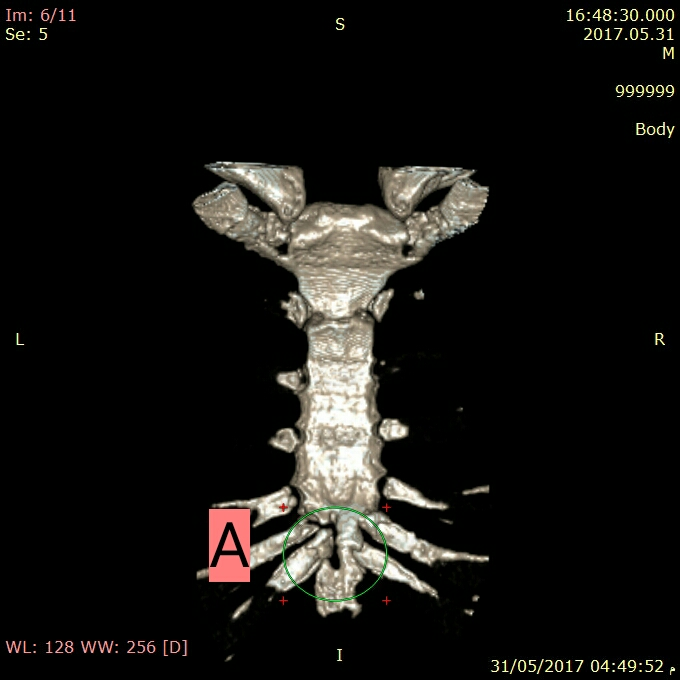 Im: 6/11
Se: 5
S
16:48:30.000
2017.05.31
M
999999
Body
L
R
A
WL: 128 WW: 256 [D]
I
31/05/2017 04:49:52 م